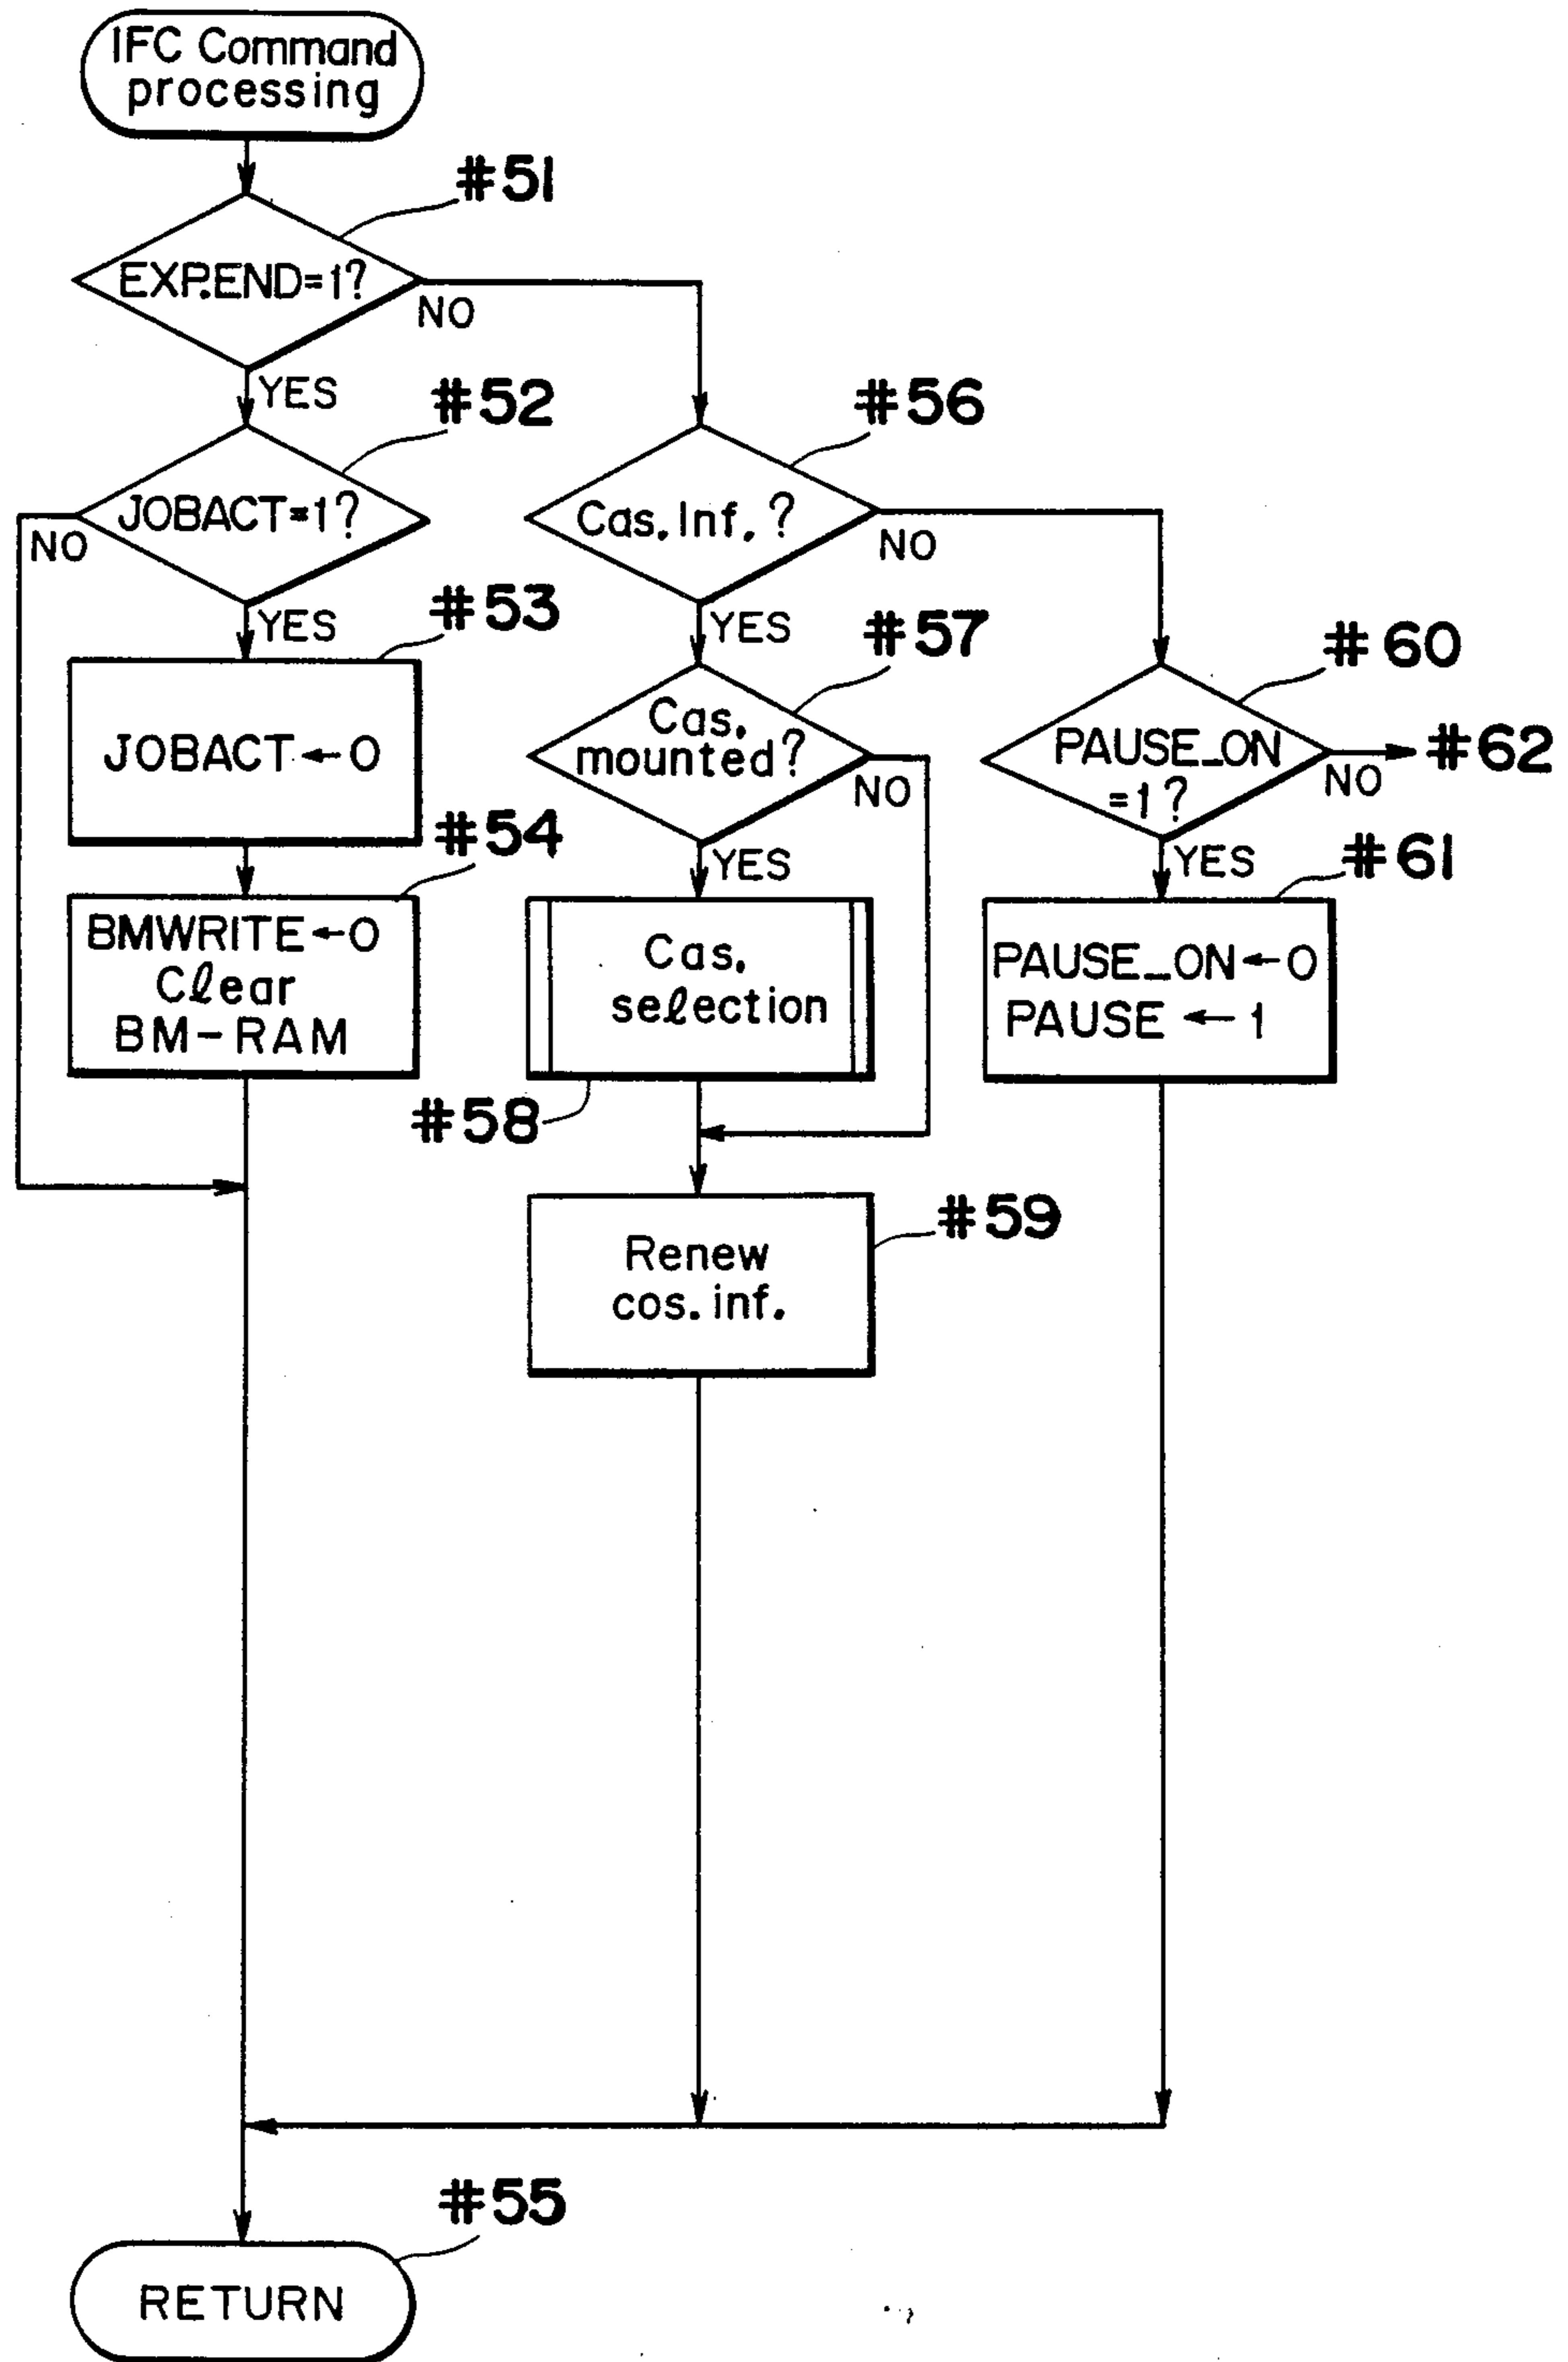 IFC Command
processing
#51
EXP.END=1?
NO
YES
#52
#56
JOBACT=1?
NO
Cas. Inf. ?
NO
YES
#53
YES
#57
#60
JOBACT←0
Cas.
mounted?
NO
PAUSE_ON
=1?
NO
#62
#54
YES
YES
#61
BMWRITE←0
Clear
BM-RAM
Cas.
selection
PAUSE_ON←0
PAUSE ← 1
#58
#59
Renew
cos. inf.
#55
RETURN